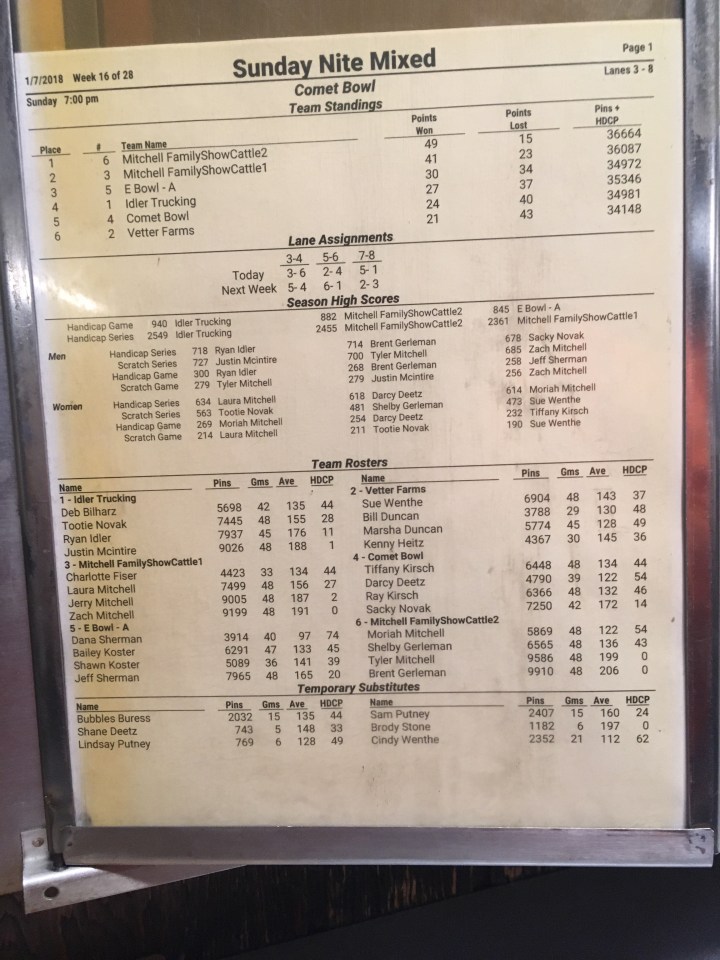 Sunday Nite Mixed
Page 1
1/7/2018 Week 16 of 28
Lanes 3 - 8
Sunday 7:00 pm
Comet Bowl
Team Standings
Place # Team Name Points Won Points Lost Pins + HDCP
1 6 Mitchell FamilyShowCattle2 49 15 36664
2 3 Mitchell FamilyShowCattle1 41 23 36087
3 5 E Bowl - A 30 34 34972
4 1 Idler Trucking 27 37 35346
5 4 Comet Bowl 24 40 34981
6 2 Vetter Farms 21 43 34148
Lane Assignments
3-4 5-6 7-8
Today 3- 6 2- 4 5- 1
Next Week 5- 4 6- 1 2- 3
Season High Scores
Handicap Game 940 Idler Trucking 882 Mitchell FamilyShowCattle2 845 E Bowl - A
Handicap Series 2549 Idler Trucking 2455 Mitchell FamilyShowCattle2 2361 Mitchell FamilyShowCattle1
Men Handicap Series 718 Ryan Idler 714 Brent Gerleman 678 Sacky Novak
Scratch Series 727 Justin Mcintire 700 Tyler Mitchell 685 Zach Mitchell
Handicap Game 300 Ryan Idler 268 Brent Gerleman 258 Jeff Sherman
Scratch Game 279 Tyler Mitchell 279 Justin Mcintire 256 Zach Mitchell
Women Handicap Series 634 Laura Mitchell 618 Darcy Deetz 614 Moriah Mitchell
Scratch Series 563 Tootie Novak 481 Shelby Gerleman 473 Sue Wenthe
Handicap Game 269 Moriah Mitchell 254 Darcy Deetz 232 Tiffany Kirsch
Scratch Game 214 Laura Mitchell 211 Tootie Novak 190 Sue Wenthe
Team Rosters
Name Pins Gms Ave HDCP
1 - Idler Trucking
Deb Bilharz 5698 42 135 44
Tootie Novak 7445 48 155 28
Ryan Idler 7937 45 176 11
Justin Mcintire 9026 48 188 1
3 - Mitchell FamilyShowCattle1
Charlotte Fiser 4423 33 134 44
Laura Mitchell 7499 48 156 27
Jerry Mitchell 9005 48 187 2
Zach Mitchell 9199 48 191 0
5 - E Bowl - A
Dana Sherman 3914 40 97 74
Bailey Koster 6291 47 133 45
Shawn Koster 5089 36 141 39
Jeff Sherman 7965 48 165 20
Name Pins Gms Ave HDCP
2 - Vetter Farms
Sue Wenthe 6904 48 143 37
Bill Duncan 3788 29 130 48
Marsha Duncan 5774 45 128 49
Kenny Heitz 4367 30 145 36
4 - Comet Bowl
Tiffany Kirsch 6448 48 134 44
Darcy Deetz 4790 39 122 54
Ray Kirsch 6366 48 132 46
Sacky Novak 7250 42 172 14
6 - Mitchell FamilyShowCattle2
Moriah Mitchell 5869 48 122 54
Shelby Gerleman 6565 48 136 43
Tyler Mitchell 9586 48 199 0
Brent Gerleman 9910 48 206 0
Temporary Substitutes
Name Pins Gms Ave HDCP
Bubbles Buress 2032 15 135 44
Shane Deetz 743 5 148 33
Lindsay Putney 769 6 128 49
Name Pins Gms Ave HDCP
Sam Putney 2407 15 160 24
Brody Stone 1182 6 197 0
Cindy Wenthe 2352 21 112 62